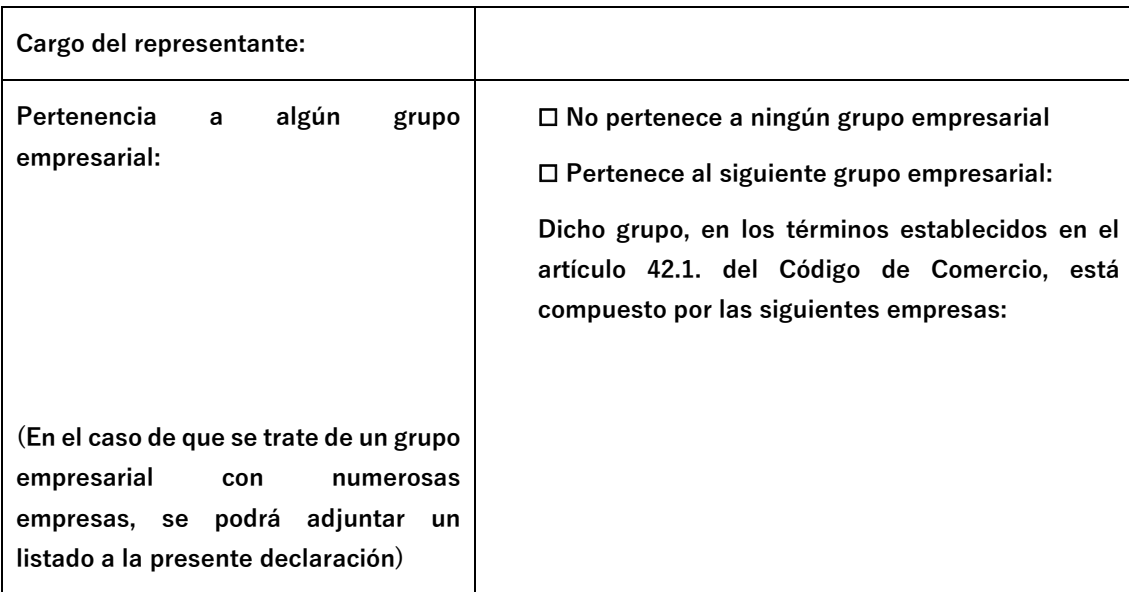 Cargo del representante:
Pertenencia a algún grupo
empresarial:
(En el caso de que se trate de un grupo
empresarial con numerosas
empresas, se podrá adjuntar un
listado a la presente declaración)
☐ No pertenece a ningún grupo empresarial
☐ Pertenece al siguiente grupo empresarial:
Dicho grupo, en los términos establecidos en el
artículo 42.1. del Código de Comercio, está
compuesto por las siguientes empresas: